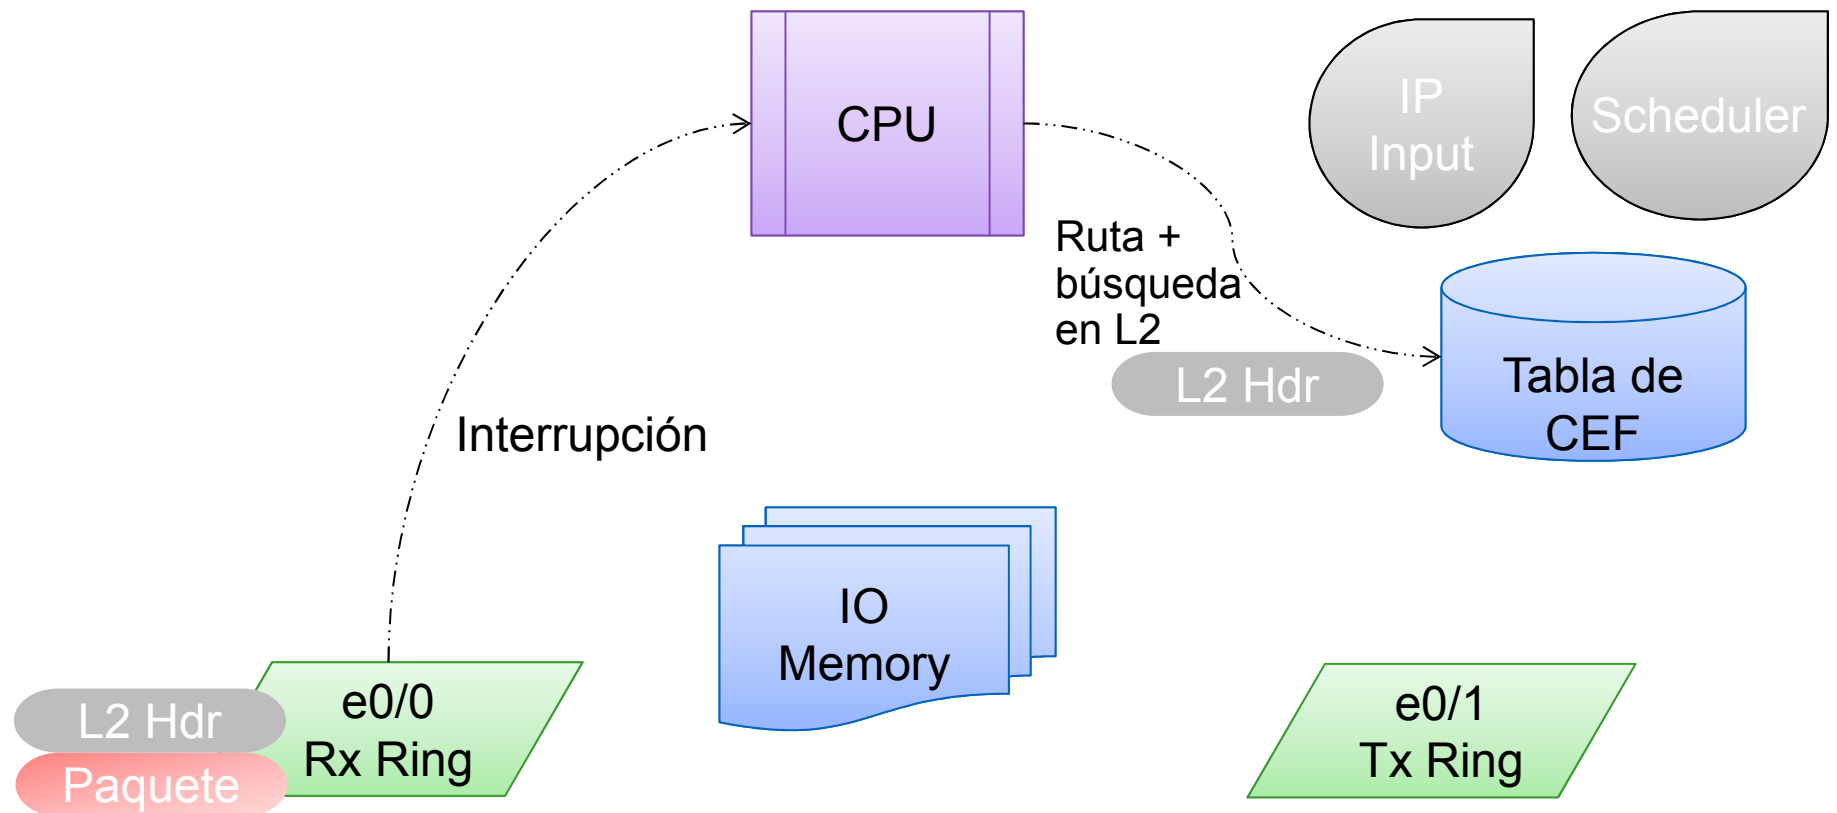 CPU
IP
Input
Scheduler
Ruta +
búsqueda
en L2
L2 Hdr
Tabla de
CEF
Interrupción
IO
Memory
L2 Hdr
Paquete
e0/0
Rx Ring
e0/1
Tx Ring